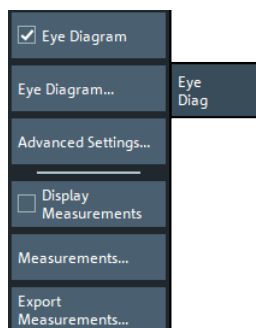 Eye Diagram
Eye Diagram...
Eye
Diag
Advanced Settings...
Display
Measurements
Measurements...
Export
Measurements...